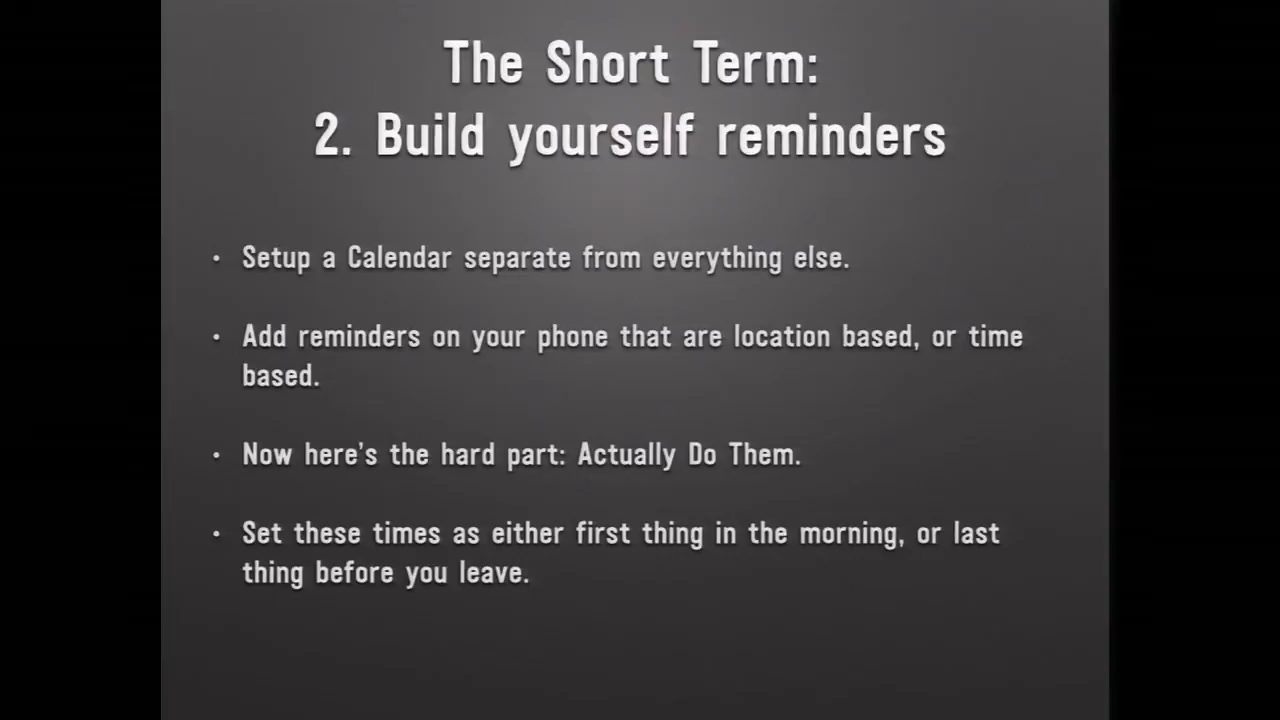 The Short Term:
2. Build yourself reminders
• Setup a Calendar separate from everything else.
• Add reminders on your phone that are location based, or time
based.
• Now here's the hard part: Actually Do Them.
• Set these times as either first thing in the morning, or last
thing before you leave.